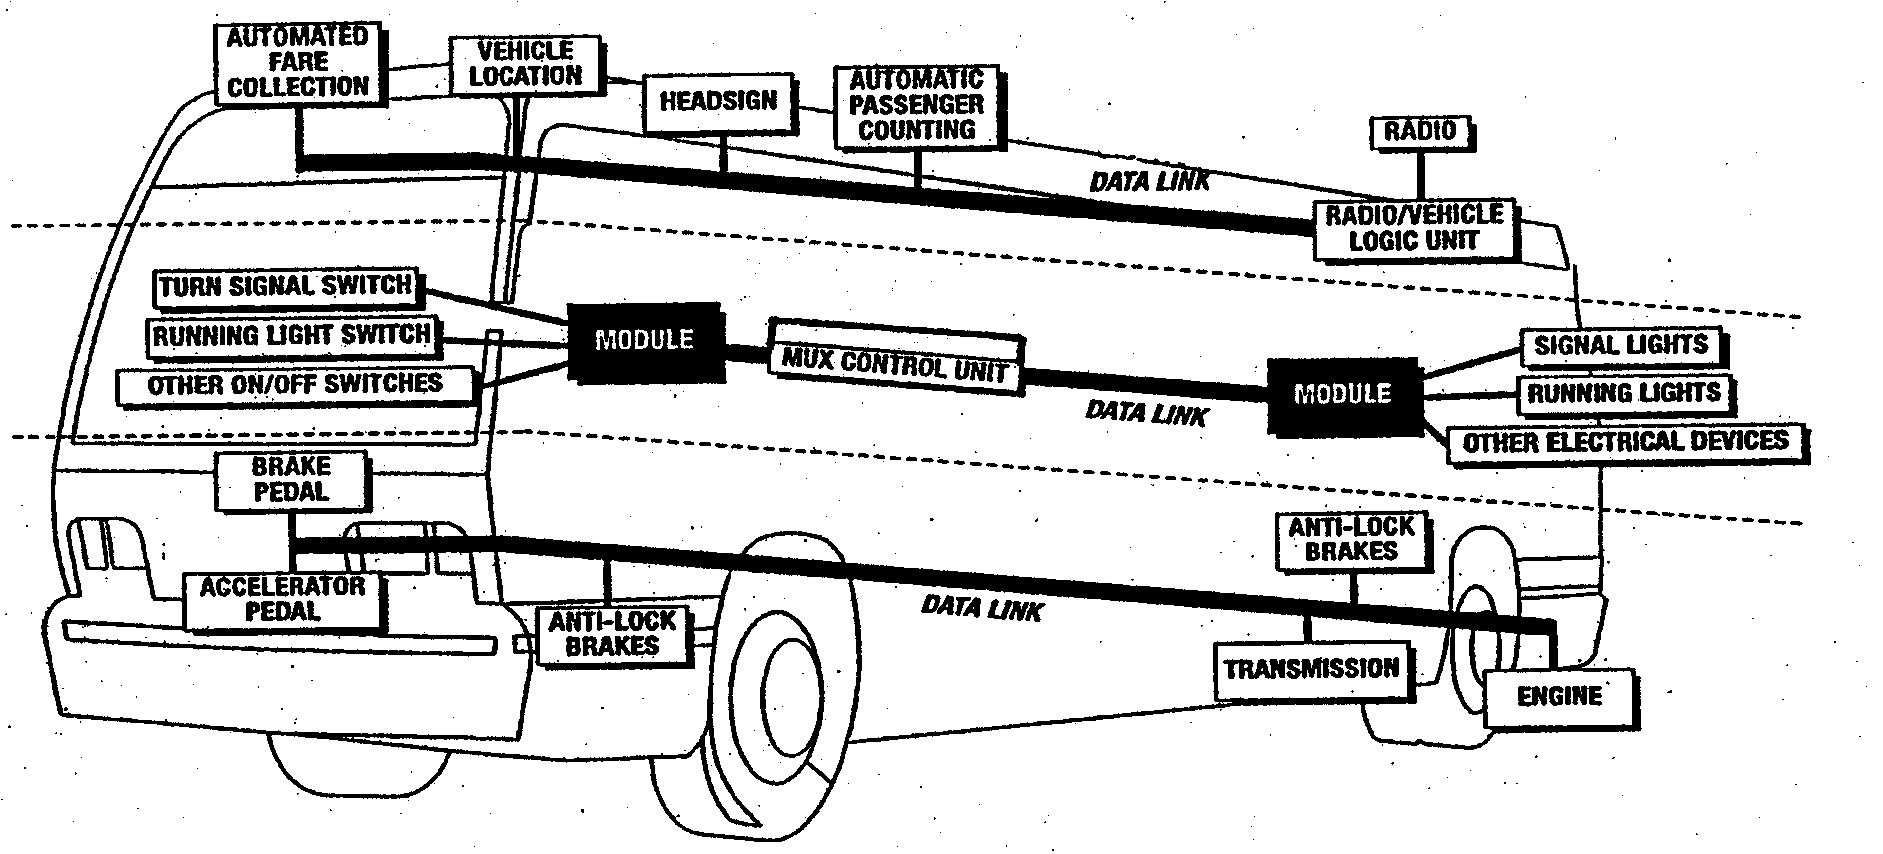 AUTOMATED
FARE
COLLECTION
VEHICLE
LOCATION
HEADSIGN
AUTOMATIC
PASSENGER
COUNTING
RADIO
DATA LINK
RADIO/VEHICLE
LOGIC UNIT
TURN SIGNAL SWITCH
RUNNING LIGHT SWITCH
OTHER ON/OFF SWITCHES
MODULE
MUX CONTROL UNIT
DATA LINK
MODULE
SIGNAL LIGHTS
RUNNING LIGHTS
OTHER ELECTRICAL DEVICES
BRAKE
PEDAL
ACCELERATOR
PEDAL
ANTI-LOCK
BRAKES
DATA LINK
ANTI-LOCK
BRAKES
TRANSMISSION
ENGINE